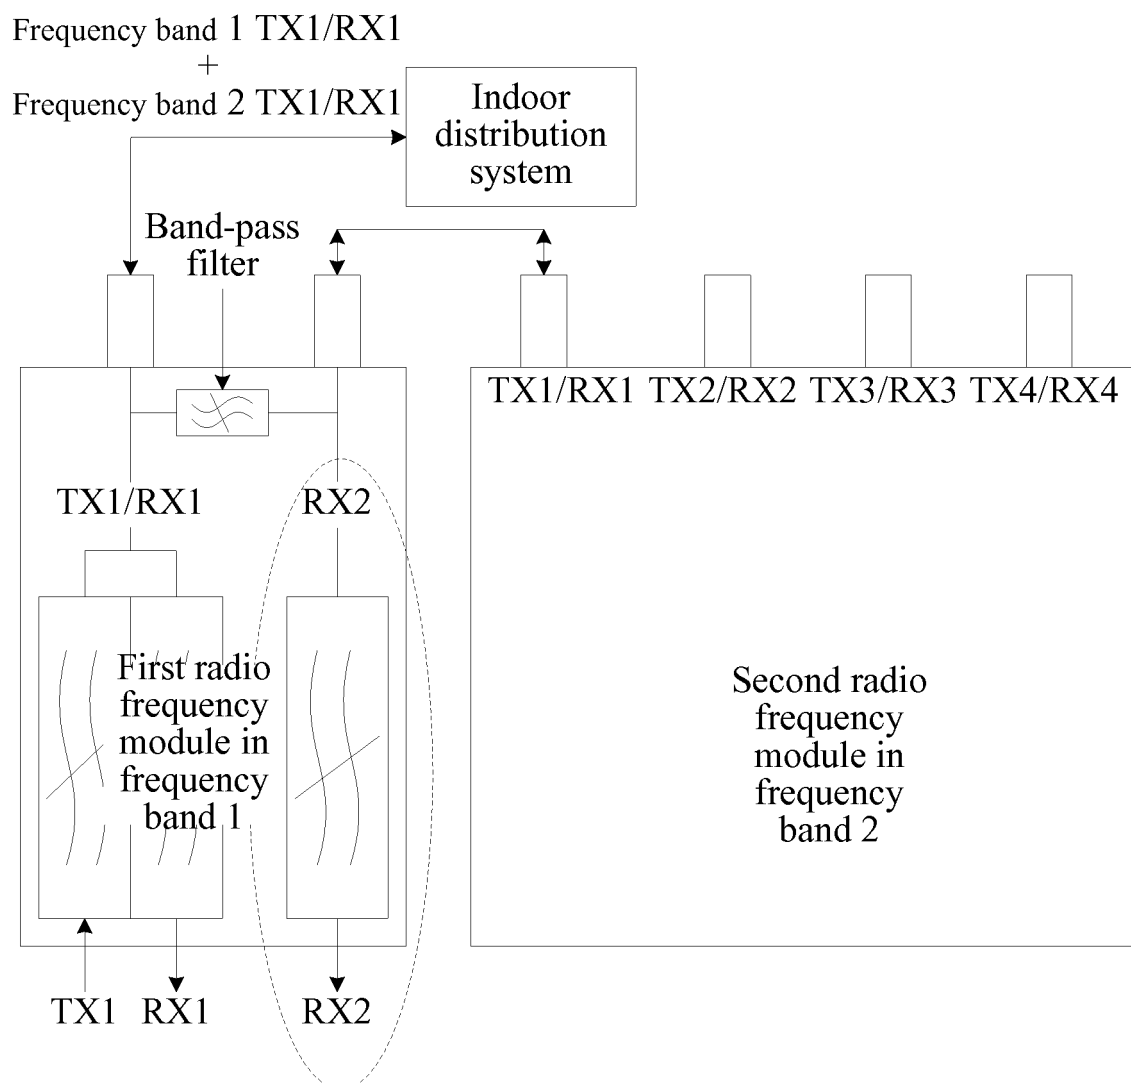 Frequency band 1 TX1/RX1
+
Frequency band 2 TX1/RX1
Indoor
distribution
system
Band-pass
filter
TX1/RX1
RX2
First radio
frequency
module in
frequency
band 1
TX1
RX1
RX2
TX1/RX1
TX2/RX2
TX3/RX3
TX4/RX4
Second radio
frequency
module in
frequency
band 2